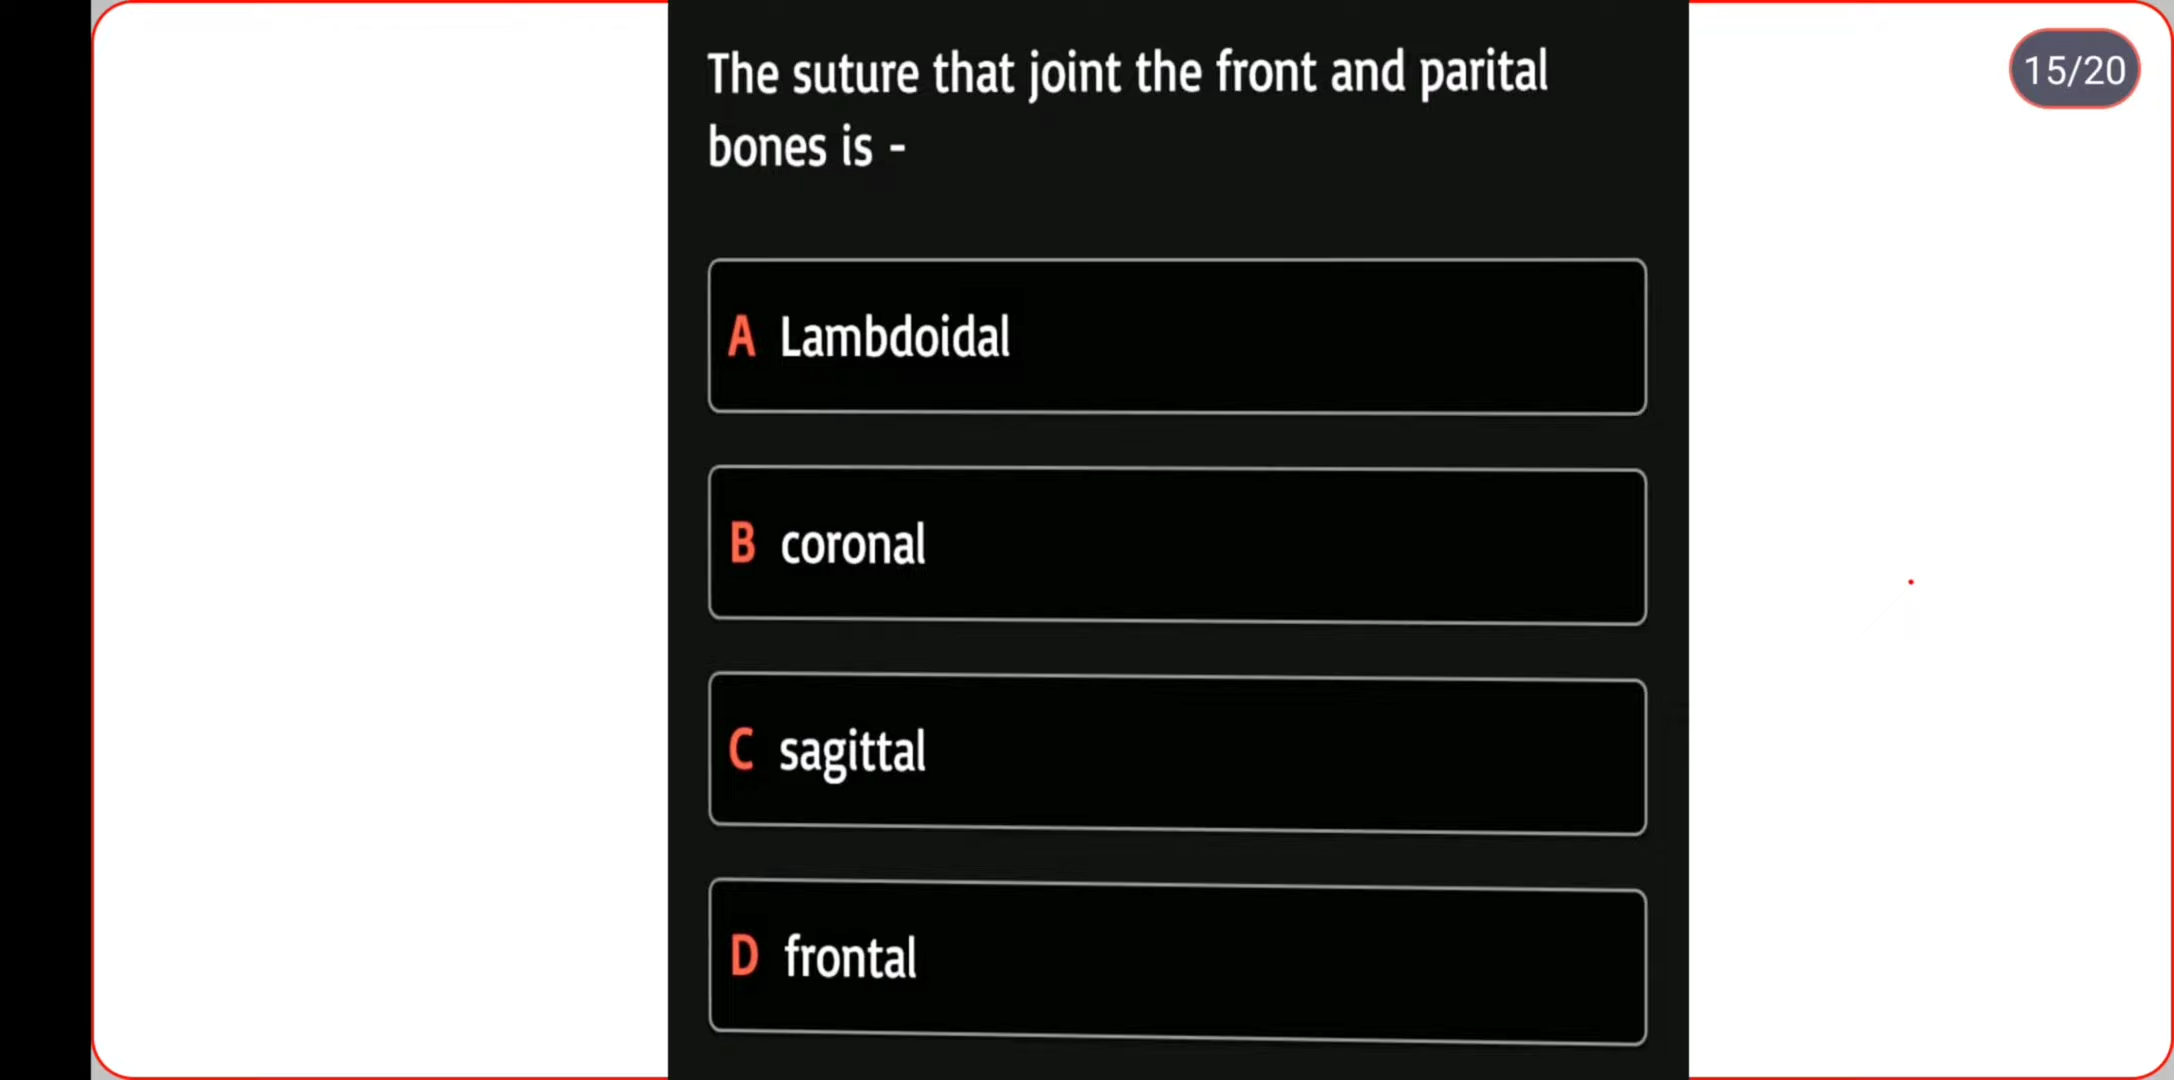 The suture that joint the front and parital
bones is -
15/20
A Lambdoidal
B coronal
C sagittal
D frontal